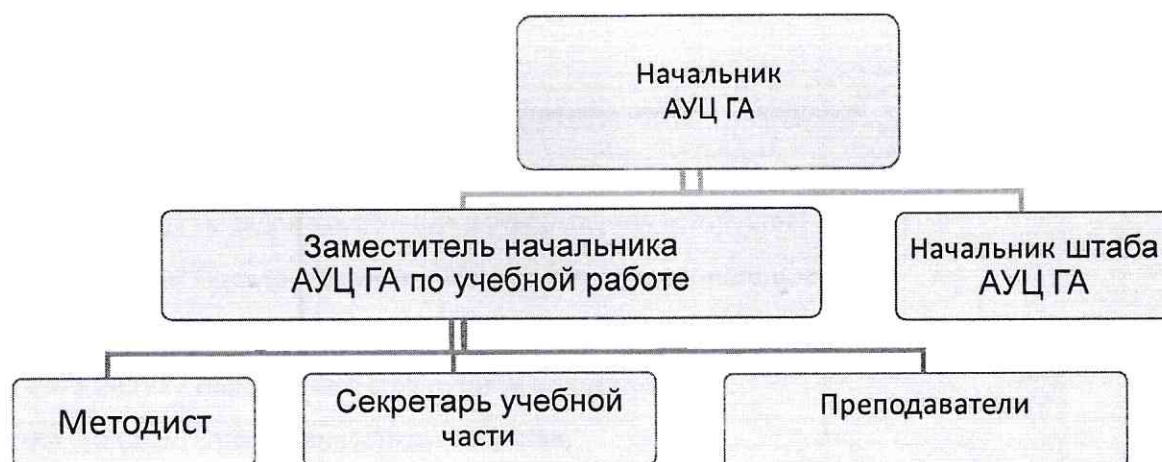 Начальник
АУЦ ГА
Заместитель начальника
АУЦ ГА по учебной работе
Начальник штаба
АУЦ ГА
Методист
Секретарь учебной
части
Преподаватели